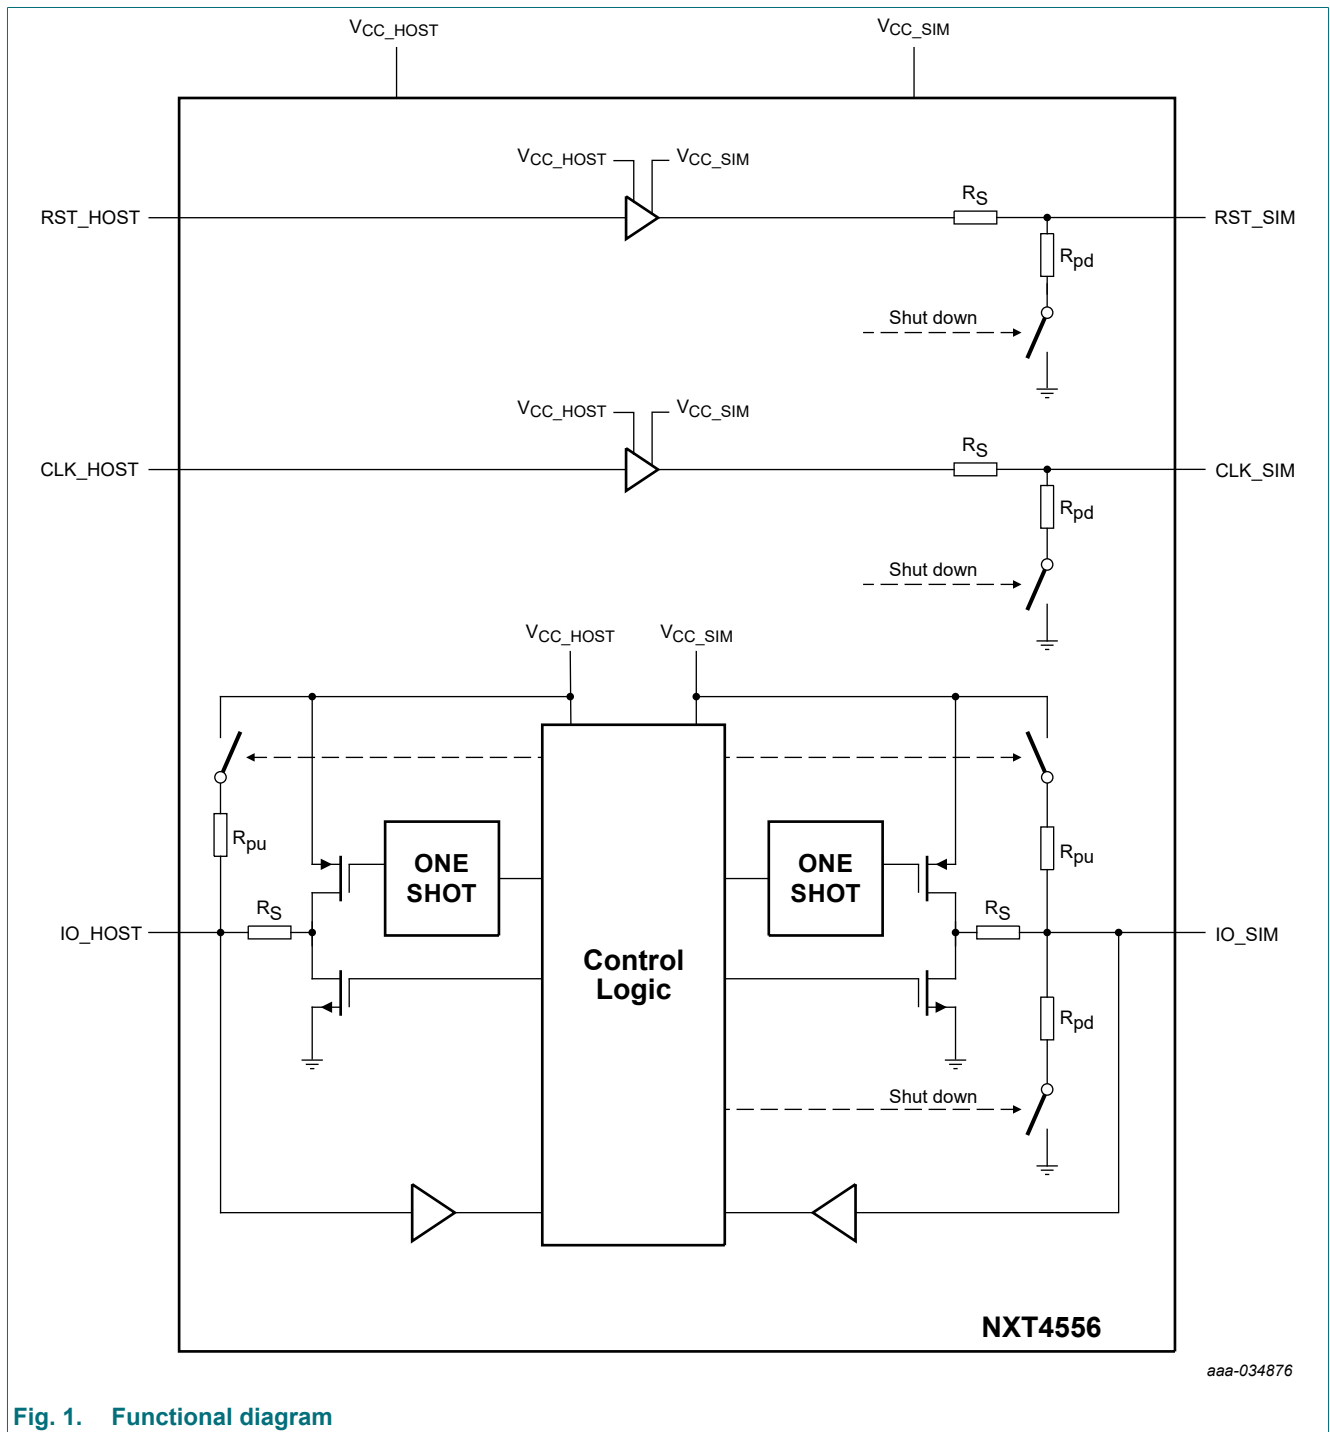 VCC_HOST
VCC_SIM
VCC_HOST
VCC_SIM
RST_HOST
RS
RST_SIM
Rpd
Shut down
VCC_HOST
VCC_SIM
CLK_HOST
RS
CLK_SIM
Rpd
Shut down
VCC_HOST
VCC_SIM
Rpu
ONE
SHOT
ONE
SHOT
Rpu
RS
RS
IO_HOST
IO_SIM
Control
Logic
Rpd
Shut down
NXT4556
aaa-034876
Fig. 1. Functional diagram